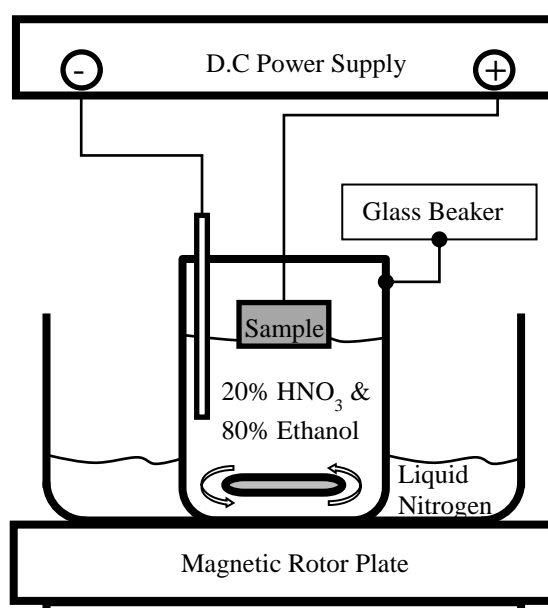 D.C Power Supply
-
+
Glass Beaker
Sample
20% HNO₃ &
80% Ethanol
Liquid
Nitrogen
Magnetic Rotor Plate